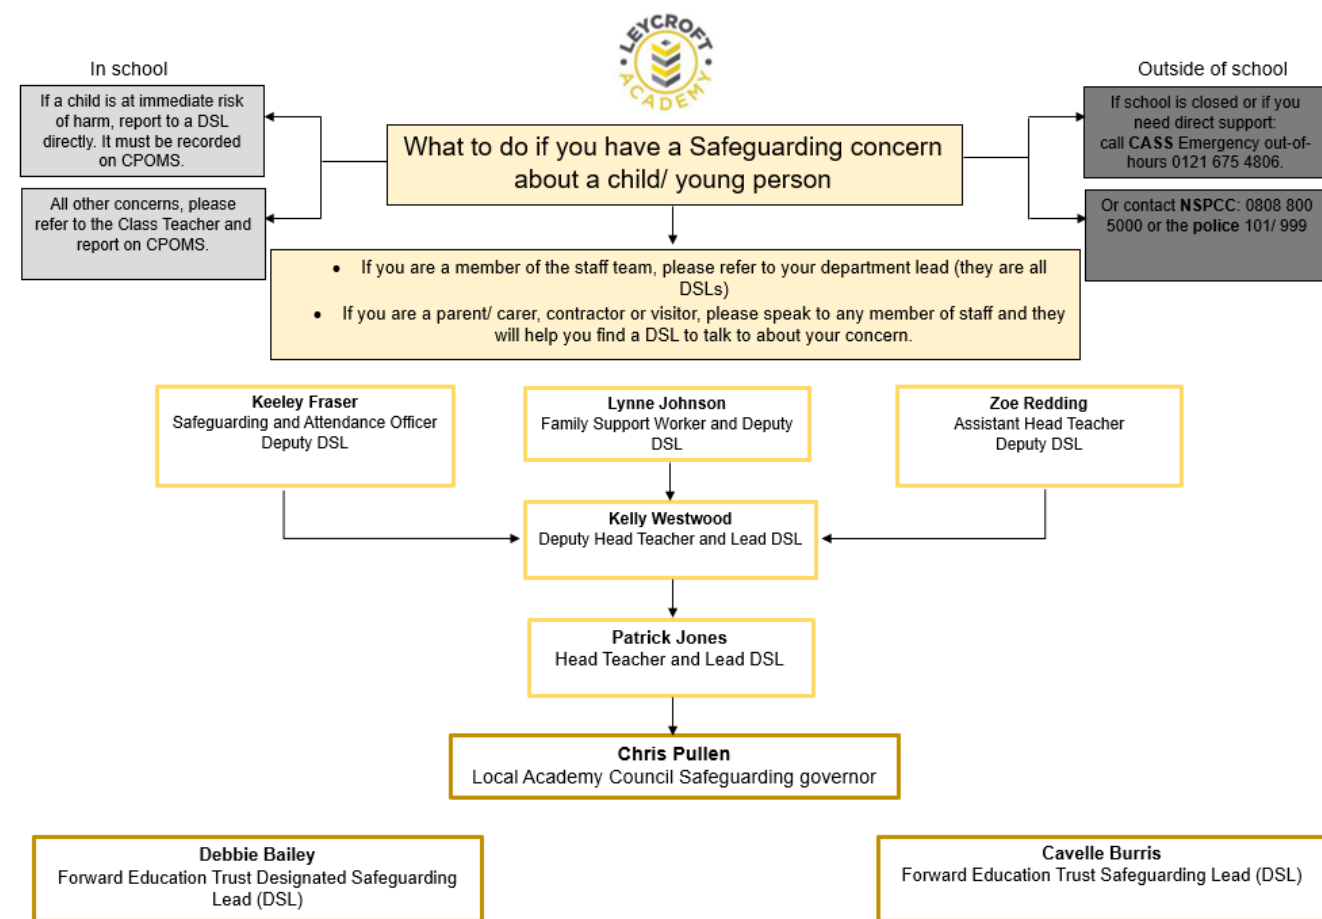 LEYCROFT
ACADEMY
In school
Outside of school
If a child is at immediate risk
of harm, report to a DSL
directly. It must be recorded
on CPOMS.
All other concerns, please
refer to the Class Teacher and
report on CPOMS.
What to do if you have a Safeguarding concern
about a child/ young person
If school is closed or if you
need direct support:
call CASS Emergency out-of-
hours 0121 675 4806.
Or contact NSPCC: 0808 800
5000 or the police 101/ 999
• If you are a member of the staff team, please refer to your department lead (they are all
DSLs)
• If you are a parent/ carer, contractor or visitor, please speak to any member of staff and they
will help you find a DSL to talk to about your concern.
Keeley Fraser
Safeguarding and Attendance Officer
Deputy DSL
Lynne Johnson
Family Support Worker and Deputy
DSL
Zoe Redding
Assistant Head Teacher
Deputy DSL
Kelly Westwood
Deputy Head Teacher and Lead DSL
Patrick Jones
Head Teacher and Lead DSL
Chris Pullen
Local Academy Council Safeguarding governor
Debbie Bailey
Forward Education Trust Designated Safeguarding
Lead (DSL)
Cavelle Burris
Forward Education Trust Safeguarding Lead (DSL)